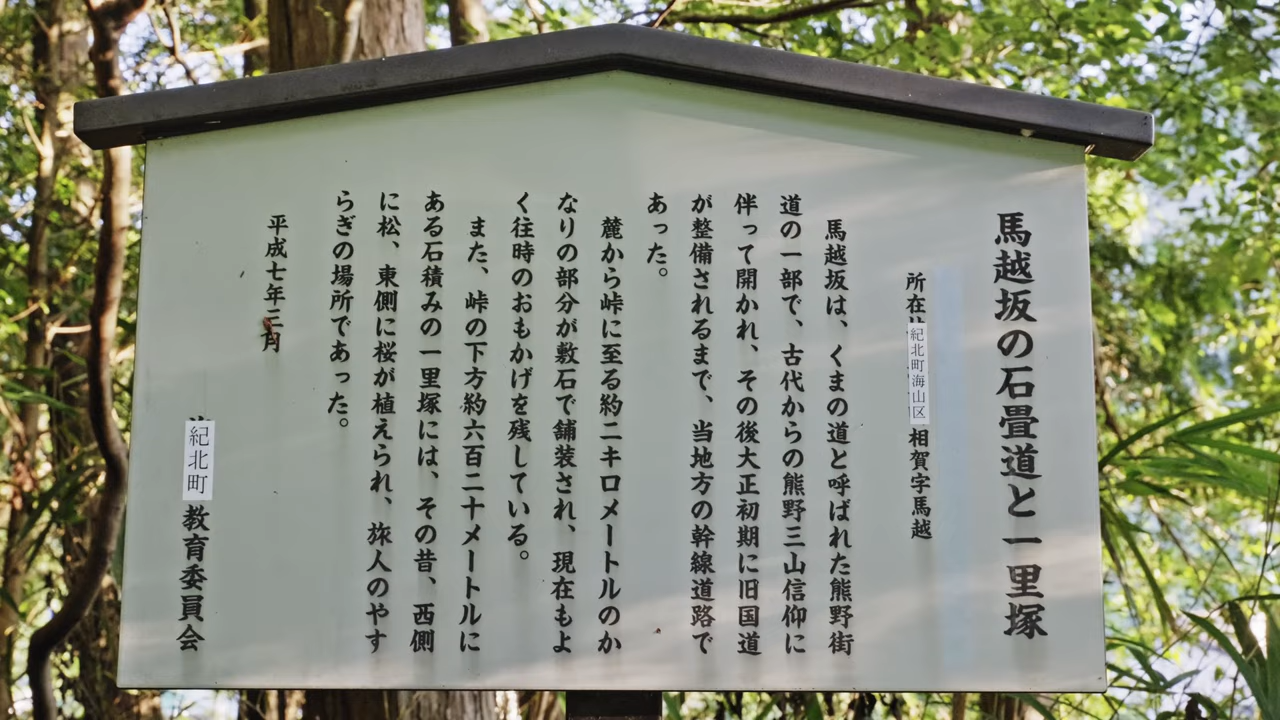 馬越坂の石畳道と一里塚
所在地 紀北町海山区 相賀字馬越
馬越坂は、くまの道と呼ばれた熊野街
道の一部で、古代からの熊野三山信仰に
伴って開かれ、その後大正初期に旧国道
が整備されるまで、当地方の幹線道路で
あった。
麓から峠に至る約二キロメートルのか
なりの部分が敷石で舗装され、現在もよ
く往時のおもかげを残している。
また、峠の下方約六百二十メートルに
ある石積みの一里塚には、その昔、西側
に松、東側に桜が植えられ、旅人のやす
らぎの場所であった。
平成七年三月
紀北町 教育委員会